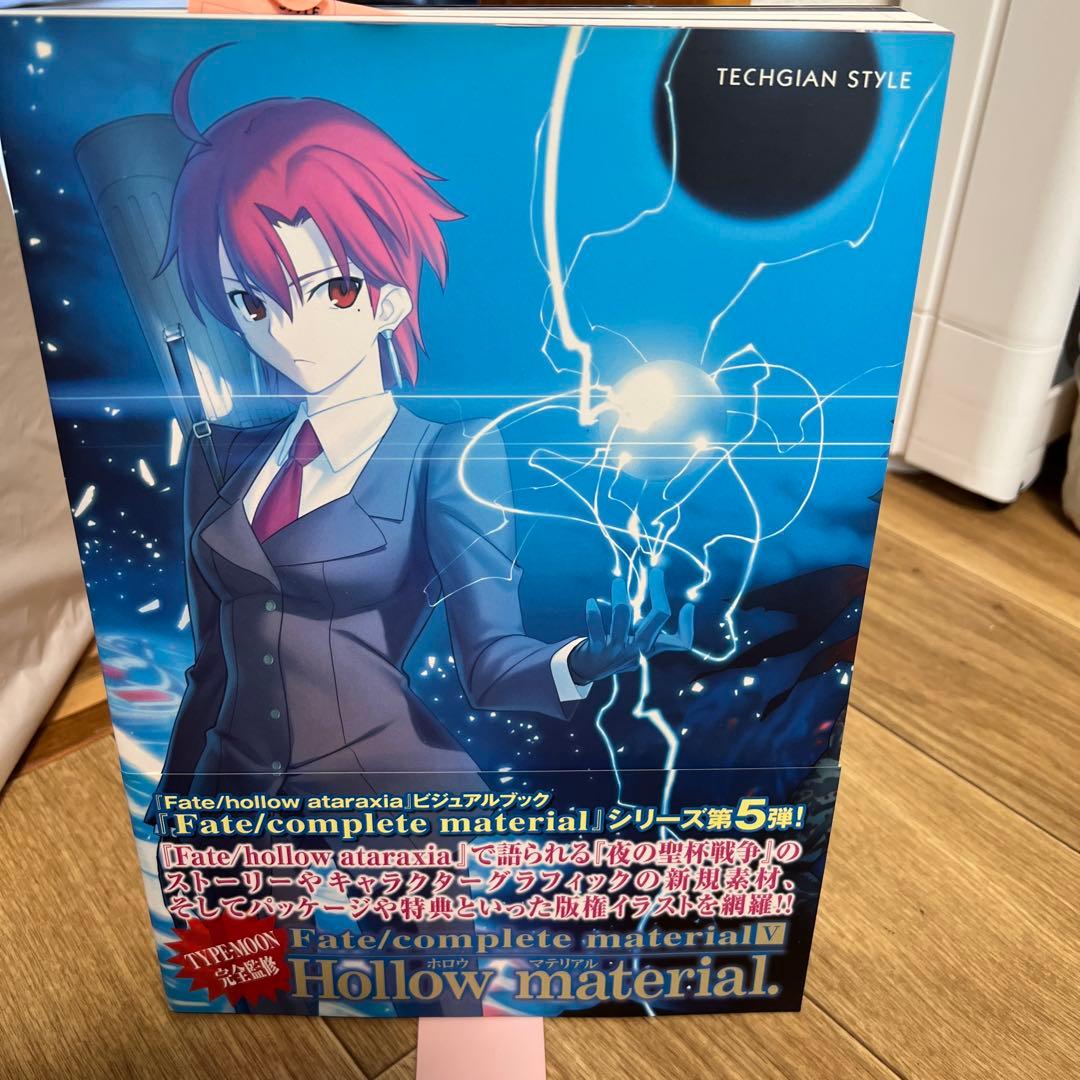 TECHGIAN STYLE
『Fate/hollow ataraxia』ビジュアルブック
『Fate/complete material』シリーズ第5弾!
『Fate/hollow ataraxia』で語られる『夜の聖杯戦争』の
ストーリーやキャラクターグラフィックの新規素材、
そしてパッケージや特典といった版権イラストを網羅!!
TYPE-MOON
完全監修
Fate/complete material V
ホロウ マテリアル
Hollow material.